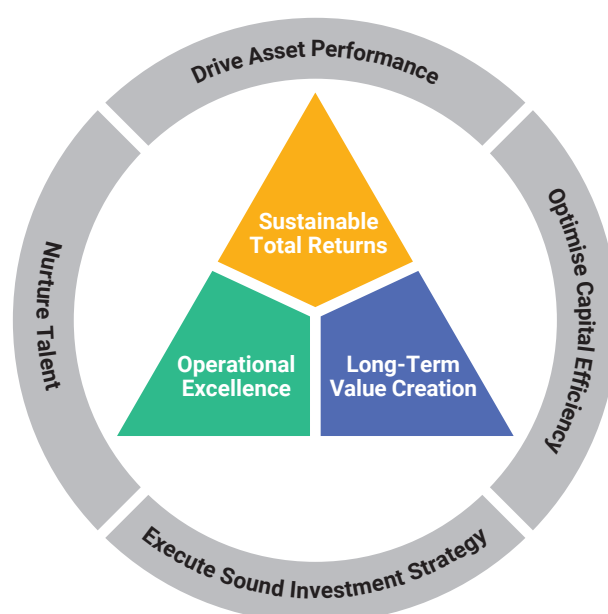 Drive Asset Performance
Optimise Capital Efficiency
Execute Sound Investment Strategy
Nurture Talent
Sustainable
Total Returns
Operational
Excellence
Long-Term
Value Creation